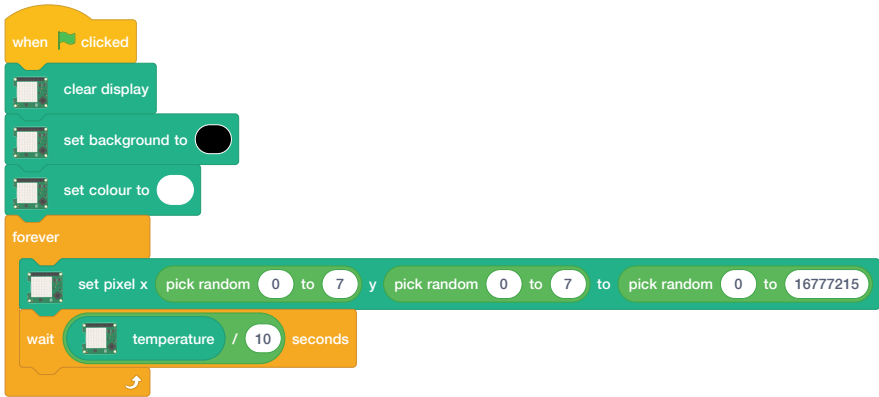 when clicked
clear display
set background to
set colour to
forever
set pixel x pick random 0 to 7 y pick random 0 to 7 to pick random 0 to 16777215
wait temperature / 10 seconds